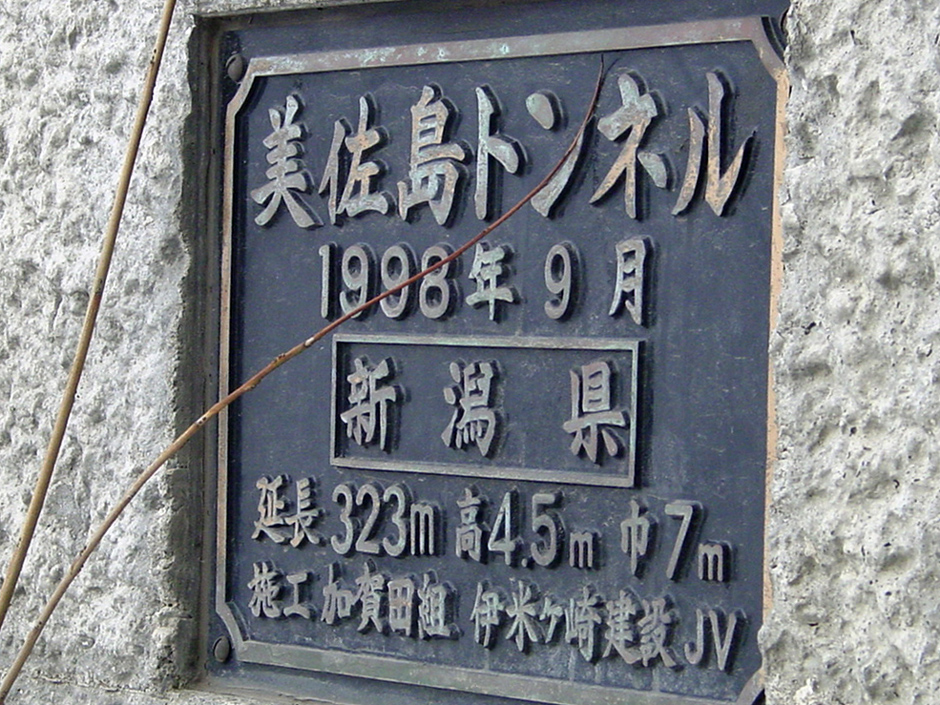 美佐島トンネル
1998年9月
新潟県
延長323m 高4.5m 巾7m
施工 加賀田組 伊米ヶ崎建設 JV